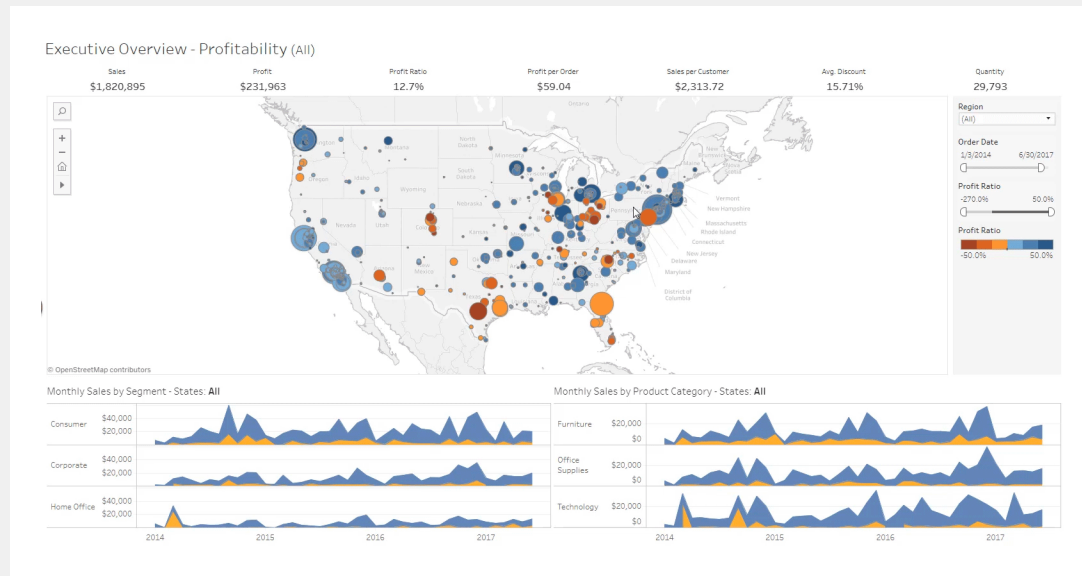 Executive Overview - Profitability (All)
Sales Profit Profit Ratio Profit per Order Sales per Customer Avg. Discount Quantity
$1,820,895 $231,963 12.7% $59.04 $2,313.72 15.71% 29,793
Ontario
Region
(All)
Order Date
1/3/2014 6/30/2017
Profit Ratio
-270.0% 50.0%
Profit Ratio
-50.0% 50.0%
Montana
North Dakota
Minnesota
South Dakota
Oregon
Idaho
Wyoming
Nebraska
Nevada
Utah
Kansas
New Mexico
Maine
Vermont
New Hampshire
Massachusetts
Rhode Island
Connecticut
New Jersey
Delaware
Maryland
District of Columbia
© OpenStreetMap contributors
Monthly Sales by Segment - States: All
Consumer
$40,000
$20,000
Corporate
$40,000
$20,000
Home Office
$40,000
$20,000
2014 2015 2016 2017
Monthly Sales by Product Category - States: All
Furniture
$20,000
$0
Office Supplies
$20,000
$0
Technology
$20,000
$0
2014 2015 2016 2017